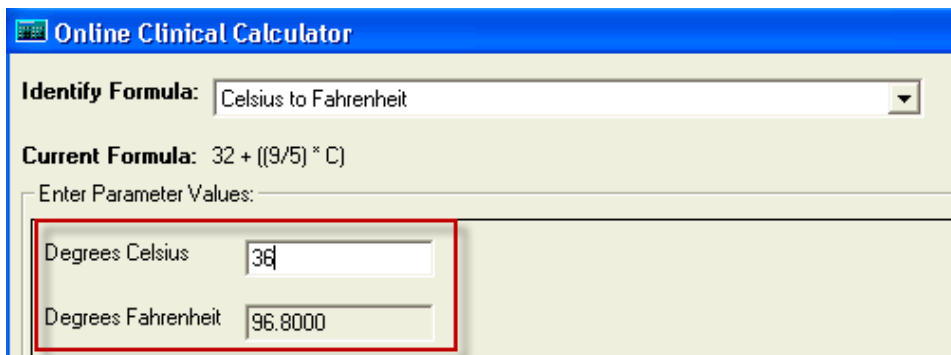 Online Clinical Calculator
Identify Formula: Celsius to Fahrenheit
Current Formula: 32 + ((9/5) * C)
Enter Parameter Values:
Degrees Celsius 36
Degrees Fahrenheit 96.8000